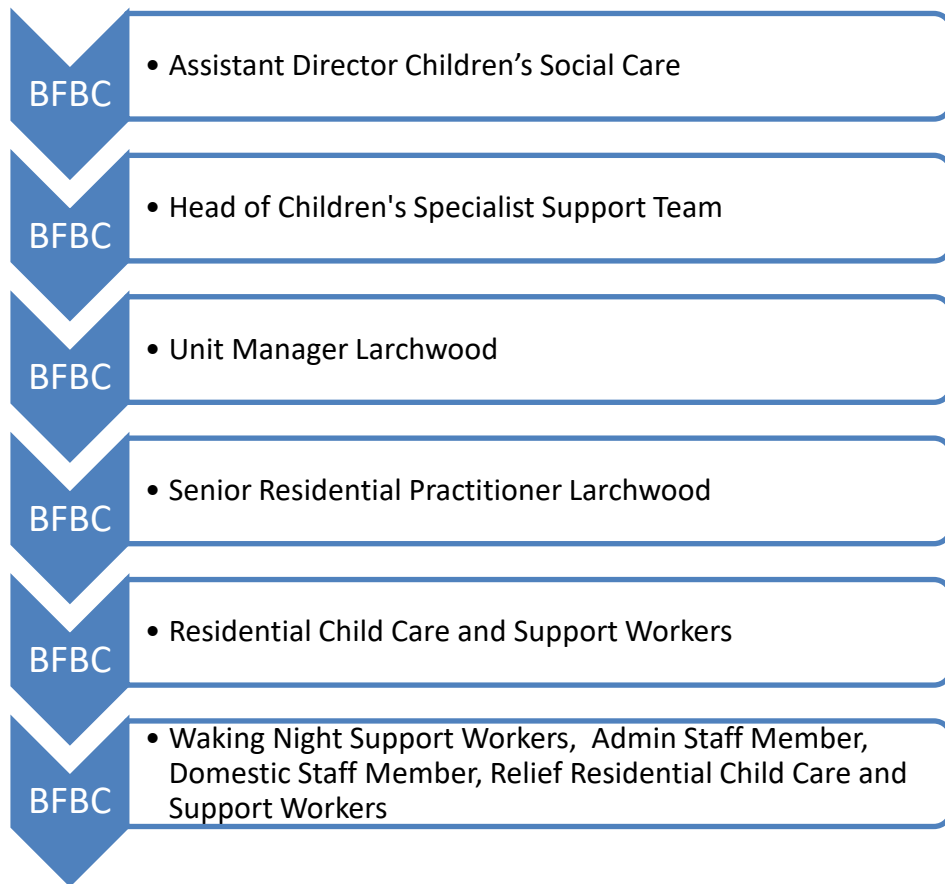 BFBC
• Assistant Director Children’s Social Care
BFBC
• Head of Children's Specialist Support Team
BFBC
• Unit Manager Larchwood
BFBC
• Senior Residential Practitioner Larchwood
BFBC
• Residential Child Care and Support Workers
BFBC
• Waking Night Support Workers,  Admin Staff Member,
Domestic Staff Member, Relief Residential Child Care and
Support Workers